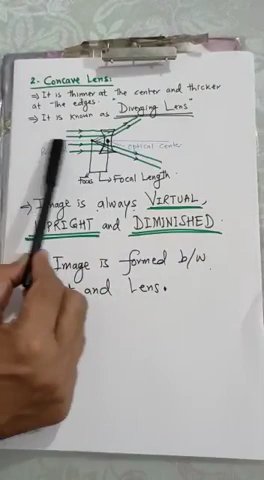 2- Concave Lens:
⇒ It is thinner at the center and thicker
at the edges.
⇒ It is known as "Diverging Lens"
Optical Center
Focus
Focal Length
→ Image is always VIRTUAL,
UPRIGHT and DIMINISHED.
Image is formed b/w
and Lens.